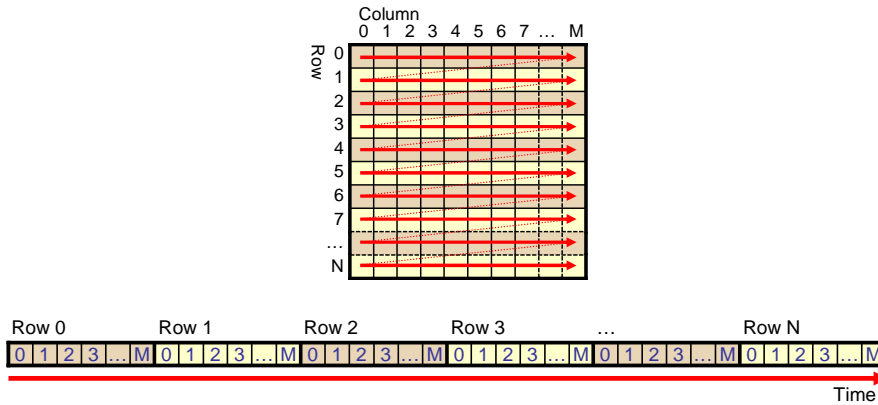 Column
0 1 2 3 4 5 6 7 ... M
Row
0
1
2
3
4
5
6
7
...
N
Row 0 Row 1 Row 2 Row 3 ... Row N
0 1 2 3 ... M 0 1 2 3 ... M 0 1 2 3 ... M 0 1 2 3 ... M 0 1 2 3 ... M 0 1 2 3 ... M
Time